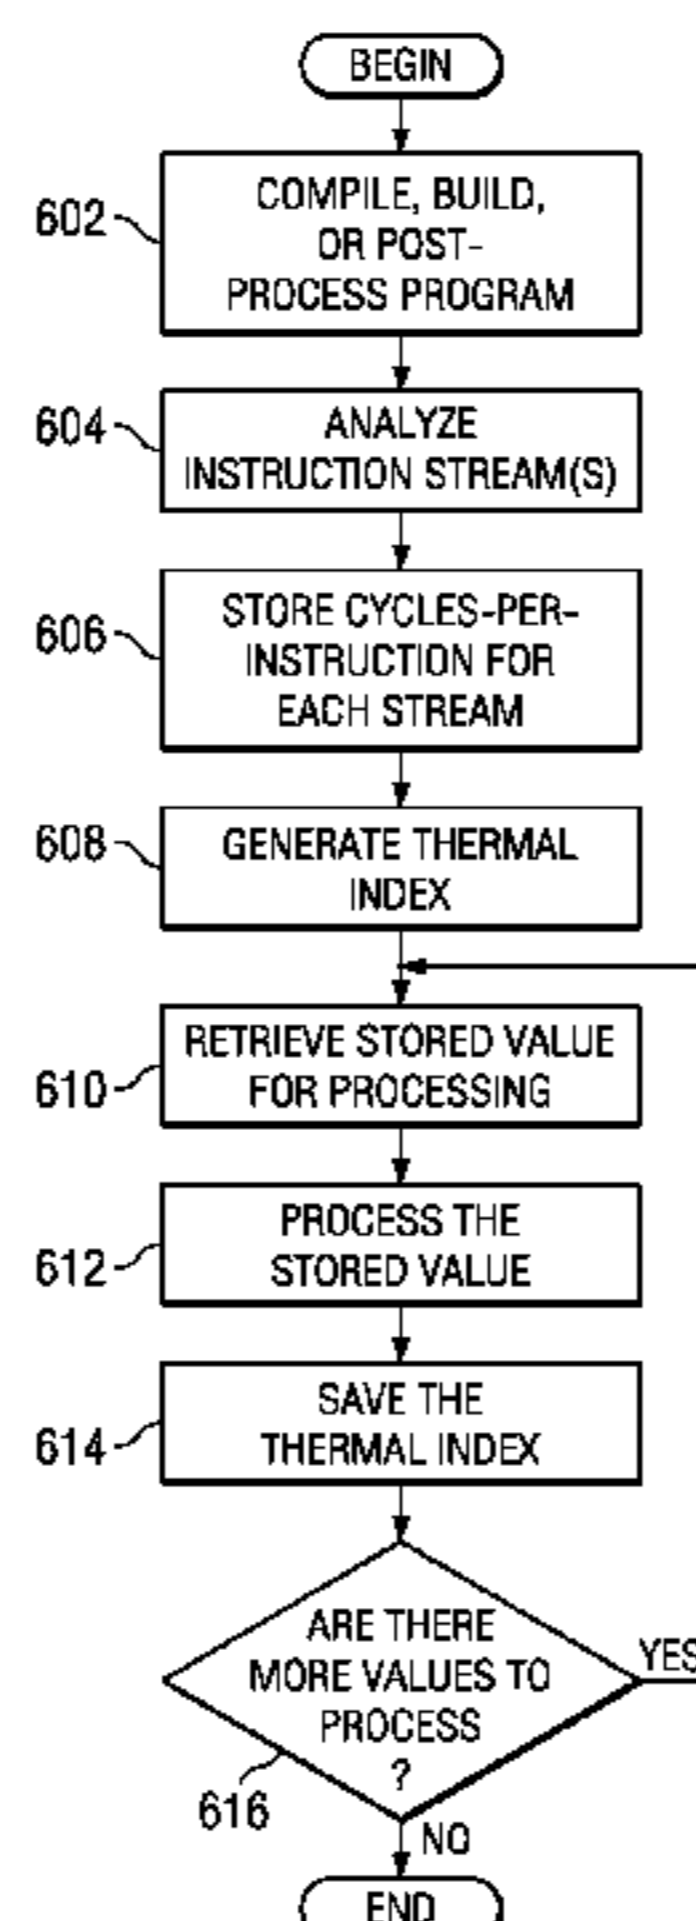 BEGIN
602
COMPILE, BUILD,
OR POST-
PROCESS PROGRAM
604
ANALYZE
INSTRUCTION STREAM(S)
606
STORE CYCLES-PER-
INSTRUCTION FOR
EACH STREAM
608
GENERATE THERMAL
INDEX
610
RETRIEVE STORED VALUE
FOR PROCESSING
612
PROCESS THE
STORED VALUE
614
SAVE THE
THERMAL INDEX
ARE THERE
MORE VALUES TO
PROCESS
?
YES
616
NO
END